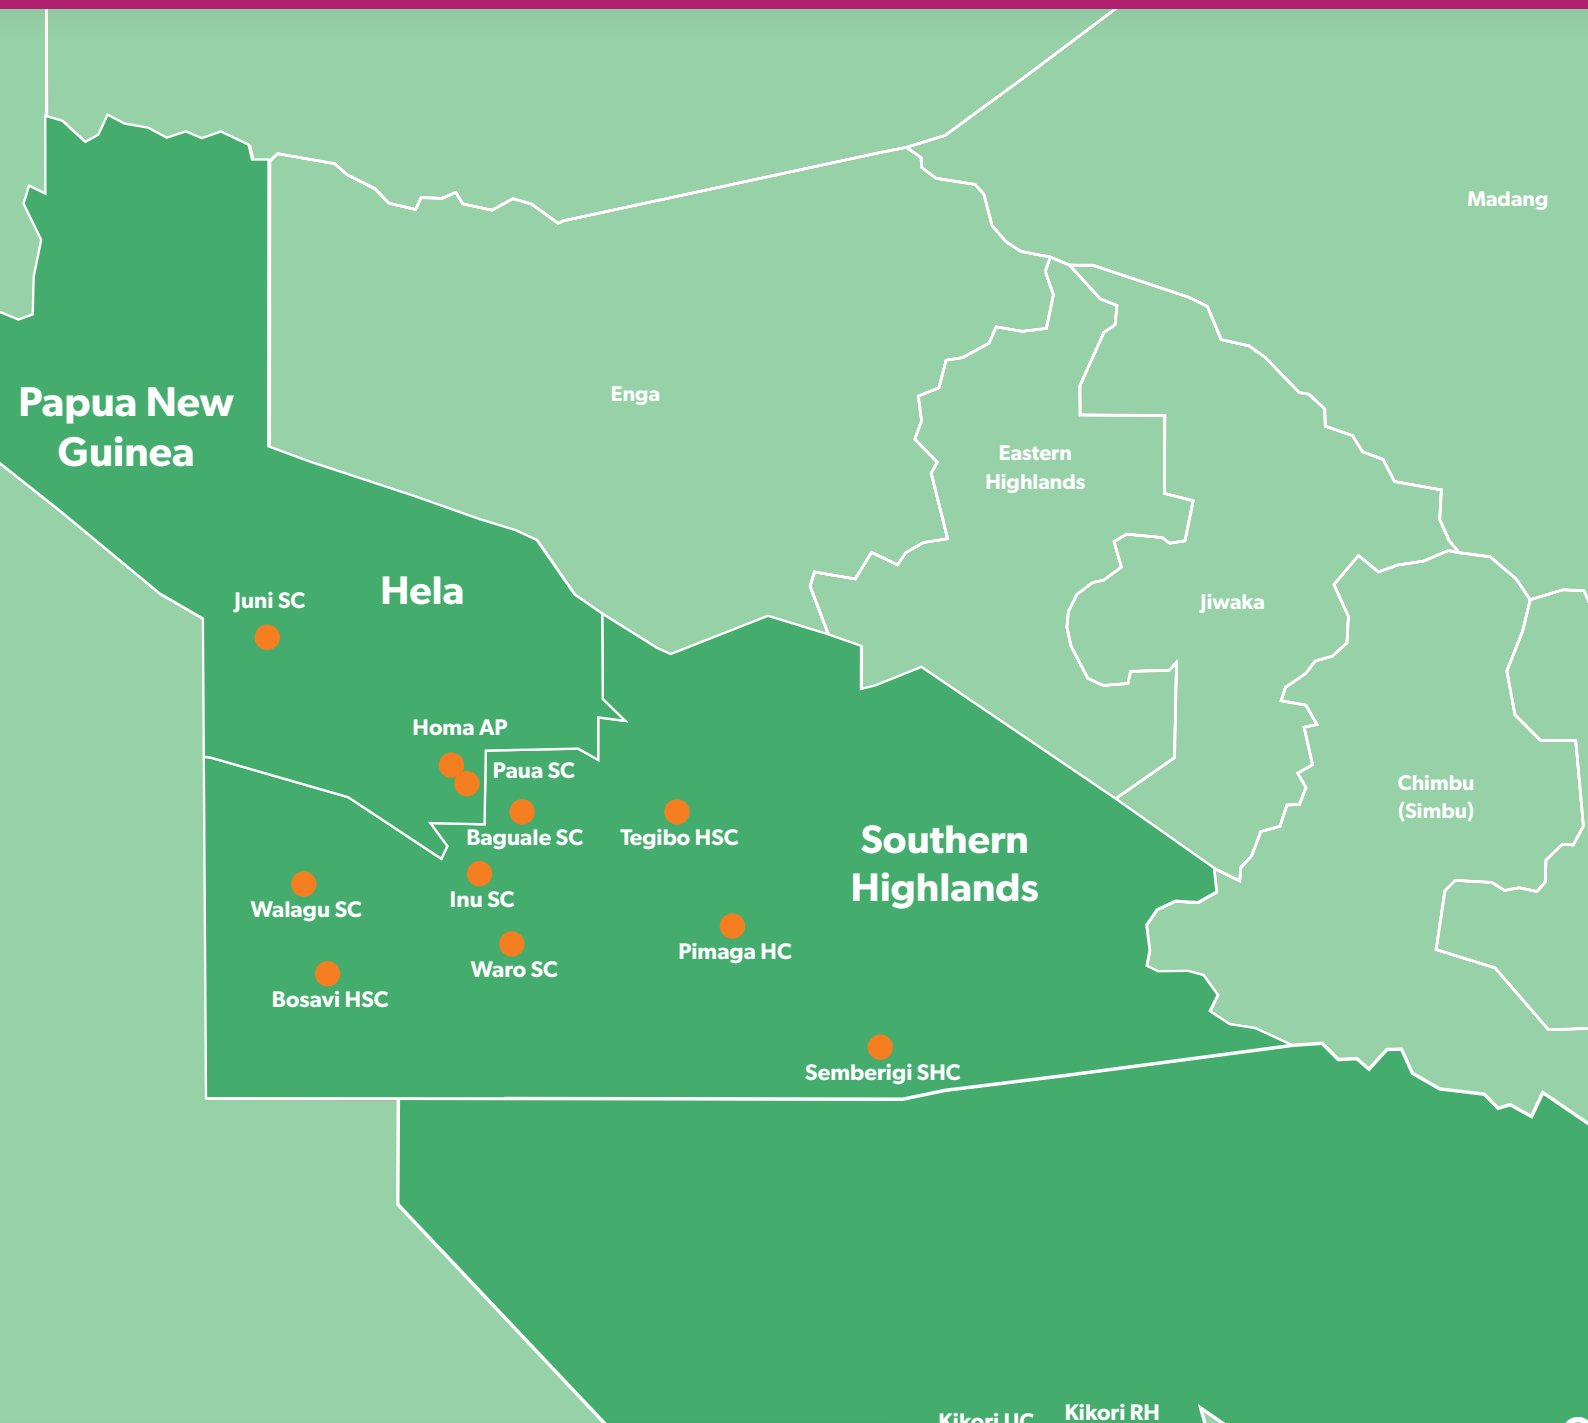 Madang
Enga
Papua New
Guinea
Eastern
Highlands
Hela
Juni SC
Jiwaka
Homa AP
Paua SC
Chimbu
(Simbu)
Baguale SC
Tegibo HSC
Southern
Highlands
Walagu SC
Inu SC
Pimaga HC
Waro SC
Bosavi HSC
Semberigi SHC
Kikori RH
Kikori